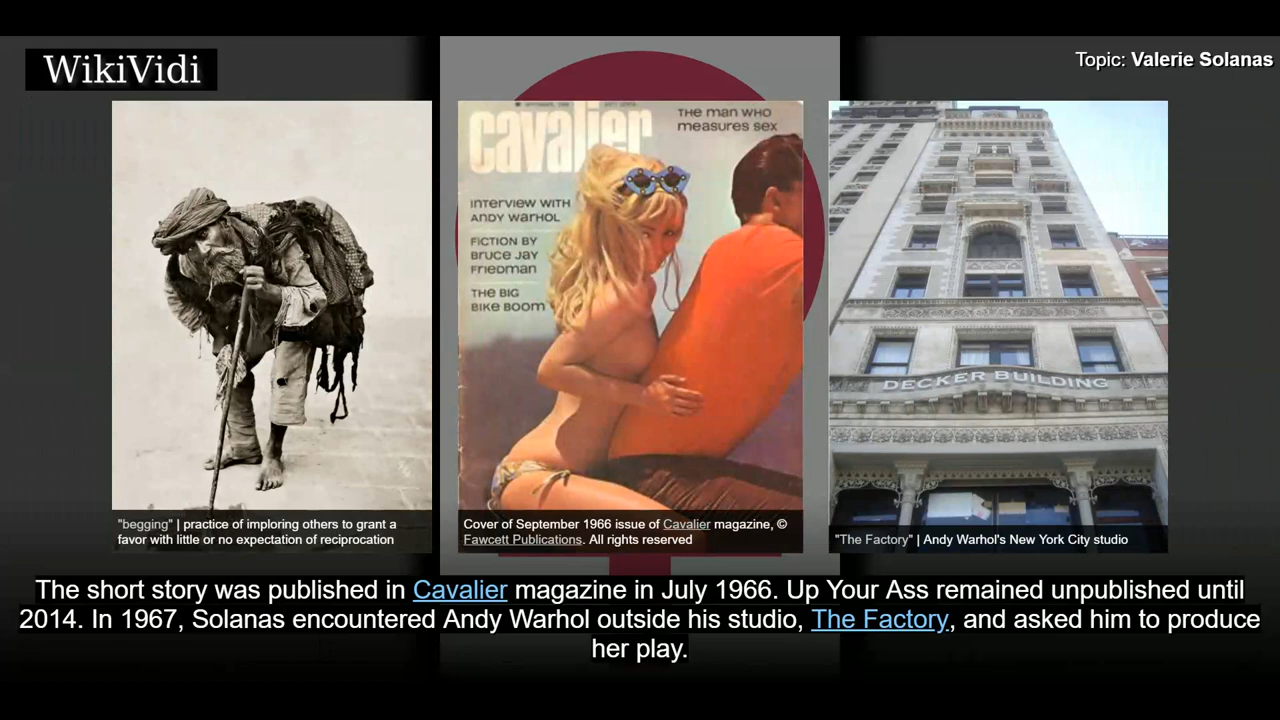 WikiVidi
Topic: Valerie Solanas
cavalier
THE MAN WHO
MEASURES SEX
INTERVIEW WITH
ANDY WARHOL
FICTION BY
BRUCE JAY
FRIEDMAN
THE BIG
BIKE BOOM
DECKER BUILDING
"begging" | practice of imploring others to grant a
favor with little or no expectation of reciprocation
Cover of September 1966 issue of Cavalier magazine, ©
Fawcett Publications. All rights reserved
"The Factory" | Andy Warhol's New York City studio
The short story was published in Cavalier magazine in July 1966. Up Your Ass remained unpublished until
2014. In 1967, Solanas encountered Andy Warhol outside his studio, The Factory, and asked him to produce
her play.